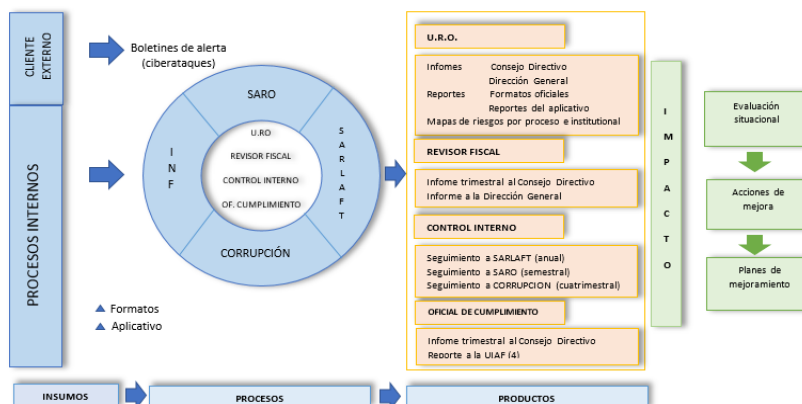 CLIENTE
EXTERNO
PROCESOS INTERNOS
Boletines de alerta
(ciberataques)
SARO
INF
SARLAFT
CORRUPCIÓN
U.RO
REVISOR FISCAL
CONTROL INTERNO
OF. CUMPLIMIENTO
Formatos
Aplicativo
U.R.O.
Infomes Consejo Directivo
Dirección General
Reportes Formatos oficiales
Reportes del aplicativo
Mapas de riesgos por proceso e institucional
REVISOR FISCAL
Infome trimestral al Consejo Directivo
Informe a la Dirección General
CONTROL INTERNO
Seguimiento a SARLAFT (anual)
Seguimiento a SARO (semestral)
Seguimiento a CORRUPCION (cuatrimestral)
OFICIAL DE CUMPLIMIENTO
Infome trimestral al Consejo Directivo
Reporte a la UIAF (4)
IMPACTO
Evaluación
situacional
Acciones de
mejora
Planes de
mejoramiento
INSUMOS
PROCESOS
PRODUCTOS